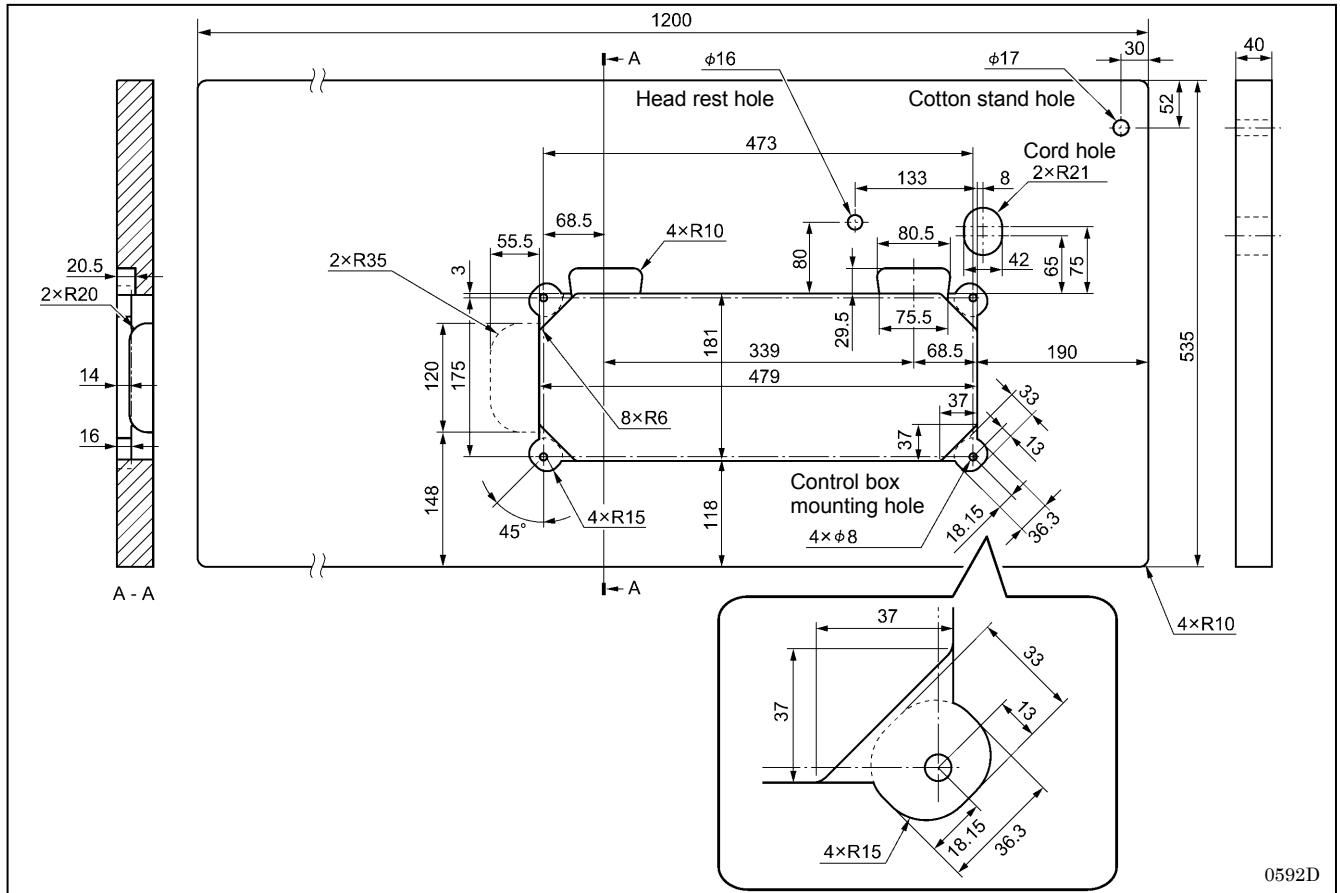 1200
A
φ16
φ17
30
40
Head rest hole
Cotton stand hole
52
473
Cord hole
2×R21
133
8
68.5
4×R10
80.5
55.5
80
42
65
75
20.5
2×R35
3
2×R20
29.5
75.5
181
339
68.5
190
535
120
175
479
14
37
33
8×R6
37
13
16
Control box
mounting hole
148
118
18.15
36.3
45°
4×R15
4×φ8
A - A
A
4×R10
37
33
37
13
18.15
36.3
4×R15
0592D